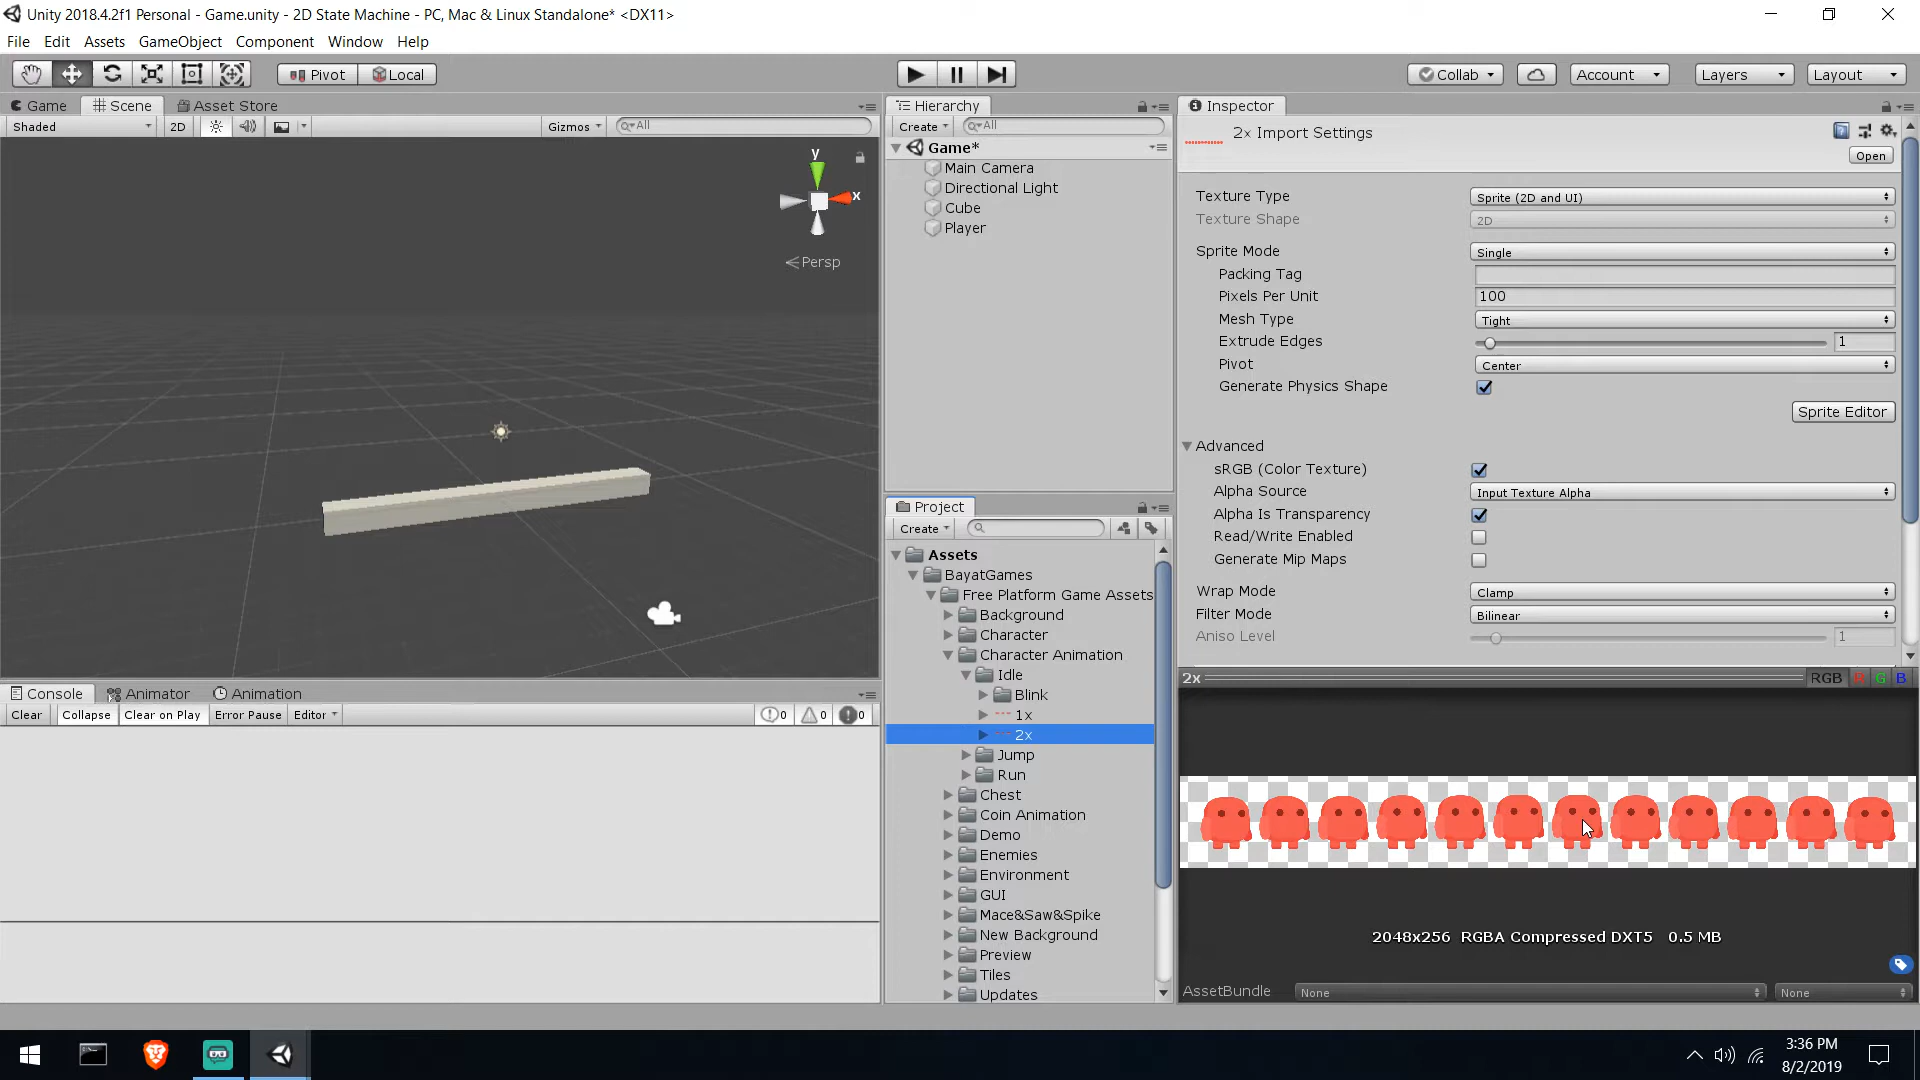 Unity 2018.4.2f1 Personal - Game.unity - 2D State Machine - PC, Mac & Linux Standalone* <DX11>
File Edit Assets GameObject Component Window Help
Pivot Local Collab Account Layers Layout
Game Scene Asset Store
Shaded 2D Gizmos All
y
x
Persp
Console Animator Animation
Clear Collapse Clear on Play Error Pause Editor 0 0 0
Hierarchy
Create All
Game*
Main Camera
Directional Light
Cube
Player
Project
Create
Assets
BayatGames
Free Platform Game Assets
Background
Character
Character Animation
Idle
Blink
1x
2x
Jump
Run
Chest
Coin Animation
Demo
Enemies
Environment
GUI
Mace&Saw&Spike
New Background
Preview
Tiles
Updates
Inspector
2x Import Settings
Open
Texture Type Sprite (2D and UI)
Texture Shape 2D
Sprite Mode Single
Packing Tag
Pixels Per Unit 100
Mesh Type Tight
Extrude Edges 1
Pivot Center
Generate Physics Shape
Sprite Editor
Advanced
sRGB (Color Texture)
Alpha Source Input Texture Alpha
Alpha Is Transparency
Read/Write Enabled
Generate Mip Maps
Wrap Mode Clamp
Filter Mode Bilinear
Aniso Level 1
2x RGB R G B
2048x256 RGBA Compressed DXT5 0.5 MB
AssetBundle None None
3:36 PM
8/2/2019